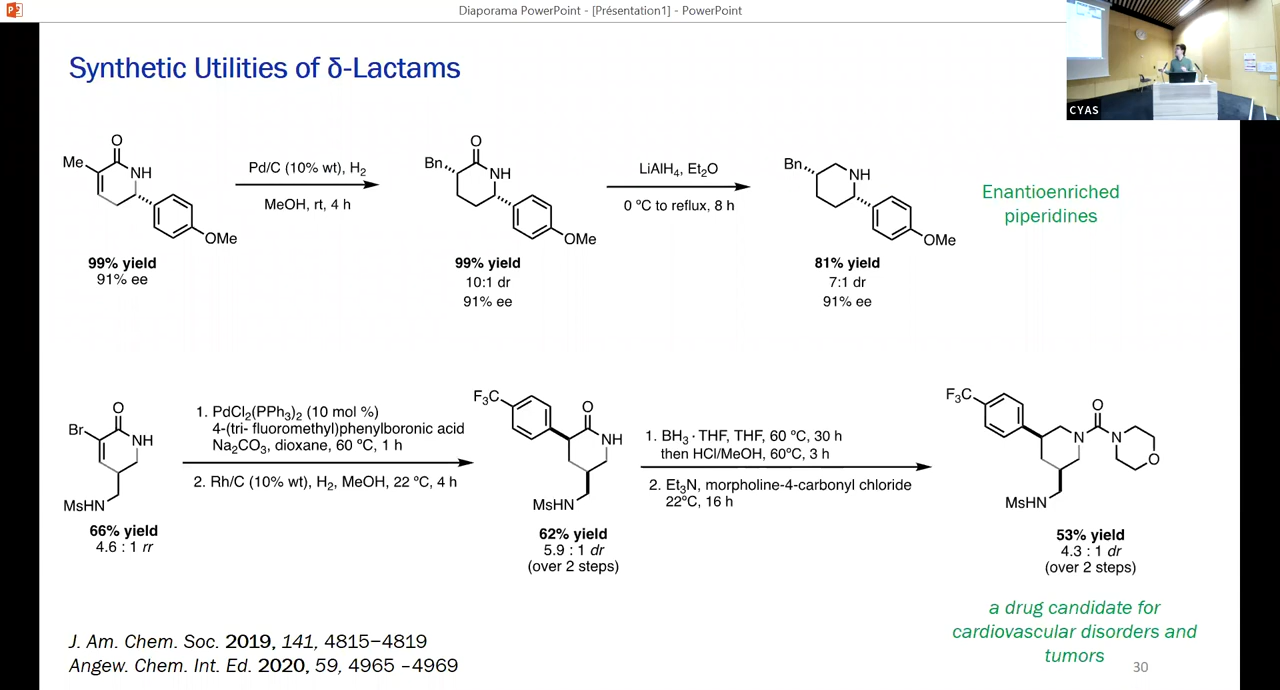 Diaporama PowerPoint - [Présentation1] - PowerPoint
CYAS
Synthetic Utilities of δ-Lactams
Me
O
NH
OMe
99% yield
91% ee
Pd/C (10% wt), H₂
MeOH, rt, 4 h
Bn
O
NH
OMe
99% yield
10:1 dr
91% ee
LiAlH₄, Et₂O
0 ºC to reflux, 8 h
Bn
NH
OMe
81% yield
7:1 dr
91% ee
Enantioenriched
piperidines
Br
O
NH
MsHN
66% yield
4.6 : 1 rr
1. PdCl₂(PPh₃)₂ (10 mol %)
4-(tri- fluoromethyl)phenylboronic acid
Na₂CO₃, dioxane, 60 ºC, 1 h
2. Rh/C (10% wt), H₂, MeOH, 22 ºC, 4 h
F₃C
O
NH
MsHN
62% yield
5.9 : 1 dr
(over 2 steps)
1. BH₃ · THF, THF, 60 ºC, 30 h
then HCl/MeOH, 60ºC, 3 h
2. Et₃N, morpholine-4-carbonyl chloride
22ºC, 16 h
F₃C
O
N
N
O
MsHN
53% yield
4.3 : 1 dr
(over 2 steps)
a drug candidate for
cardiovascular disorders and
tumors
J. Am. Chem. Soc. 2019, 141, 4815−4819
Angew. Chem. Int. Ed. 2020, 59, 4965 –4969
30